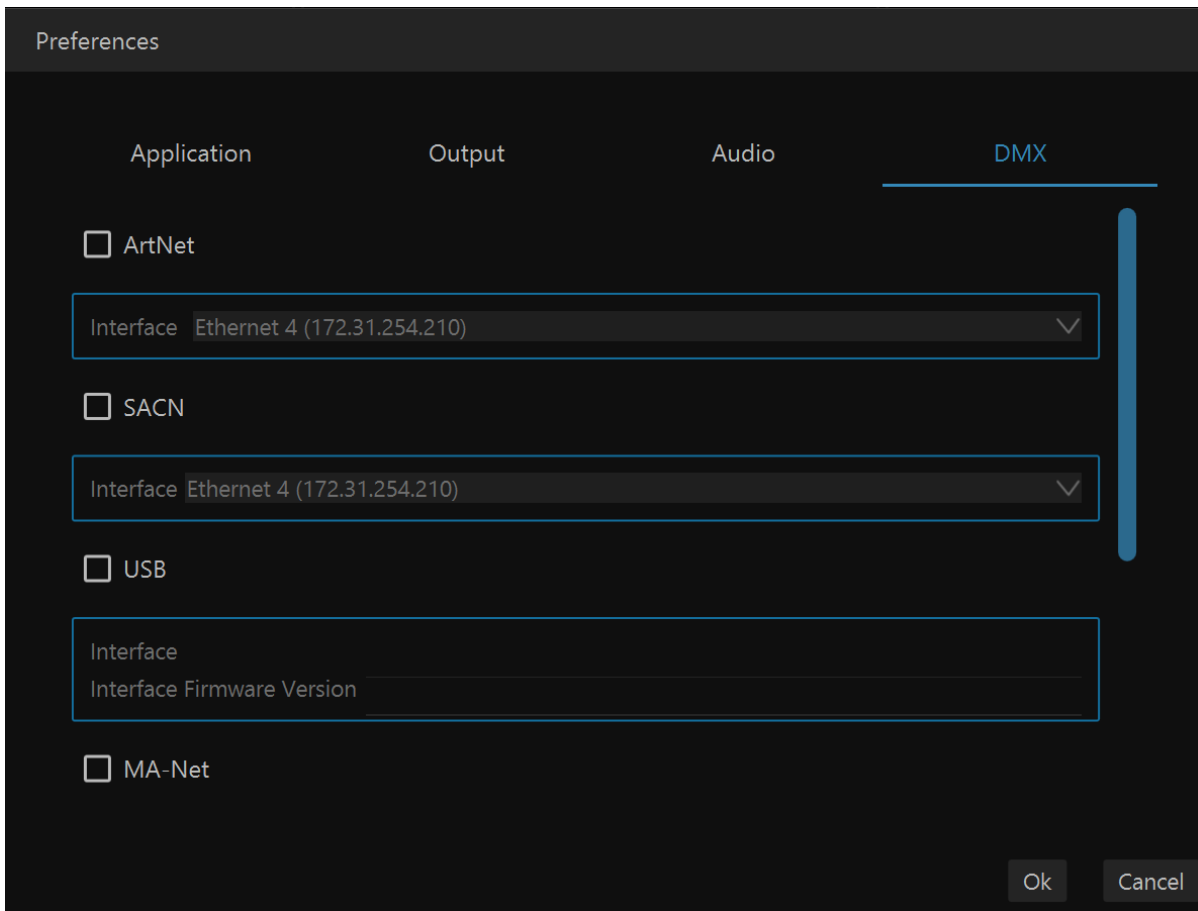 Preferences
Application Output Audio DMX
ArtNet
Interface Ethernet 4 (172.31.254.210)
SACN
Interface Ethernet 4 (172.31.254.210)
USB
Interface
Interface Firmware Version
MA-Net
Ok Cancel